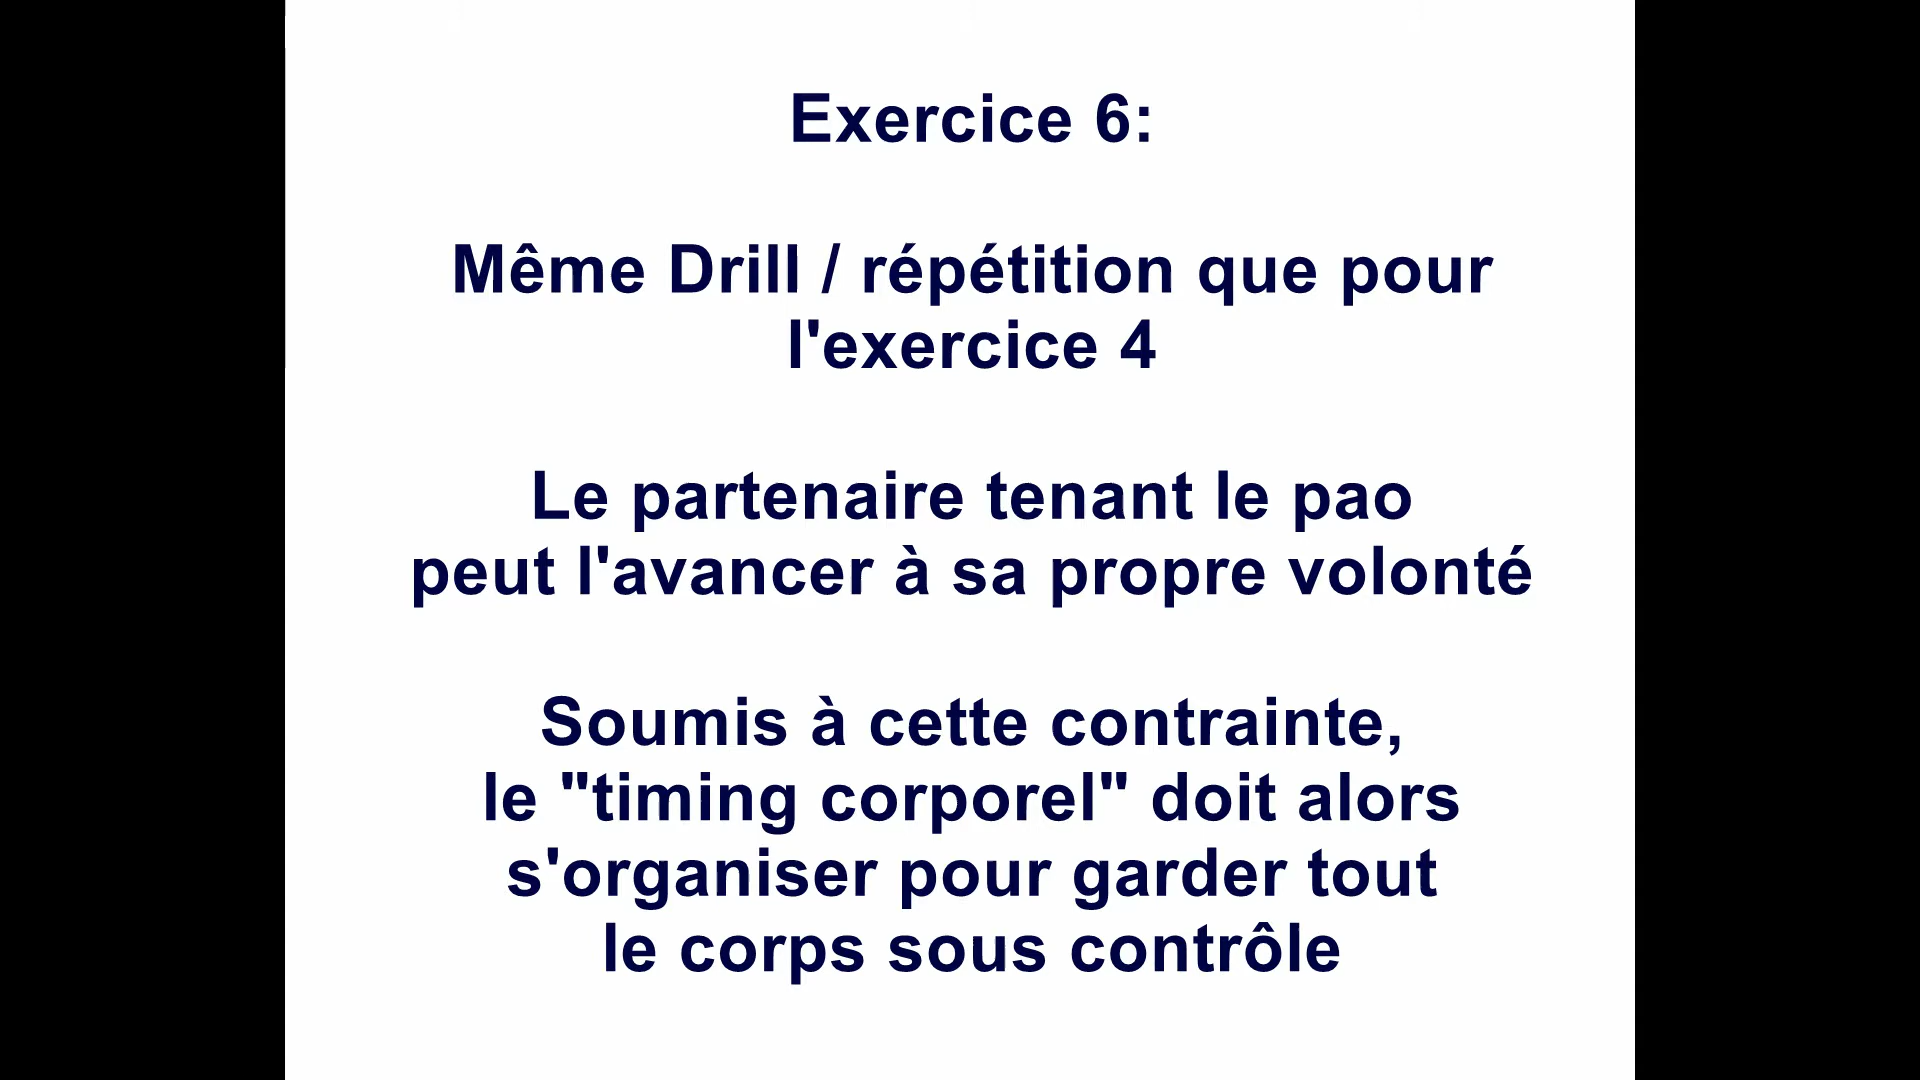 Exercice 6:
Même Drill / répétition que pour
l'exercice 4
Le partenaire tenant le pao
peut l'avancer à sa propre volonté
Soumis à cette contrainte,
le "timing corporel" doit alors
s'organiser pour garder tout
le corps sous contrôle